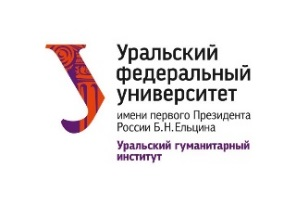 Уральский
федеральный
университет
имени первого Президента
России Б.Н.Ельцина
Уральский гуманитарный
институт